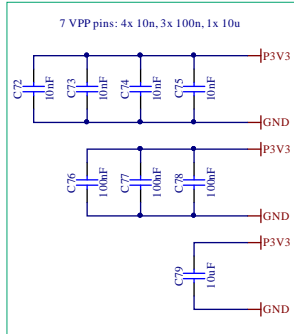 7 VPP pins: 4x 10n, 3x 100n, 1x 10u
P3V3
C72
10nF
C73
10nF
C74
10nF
C75
10nF
GND
P3V3
C76
100nF
C77
100nF
C78
100nF
GND
P3V3
C79
10uF
GND